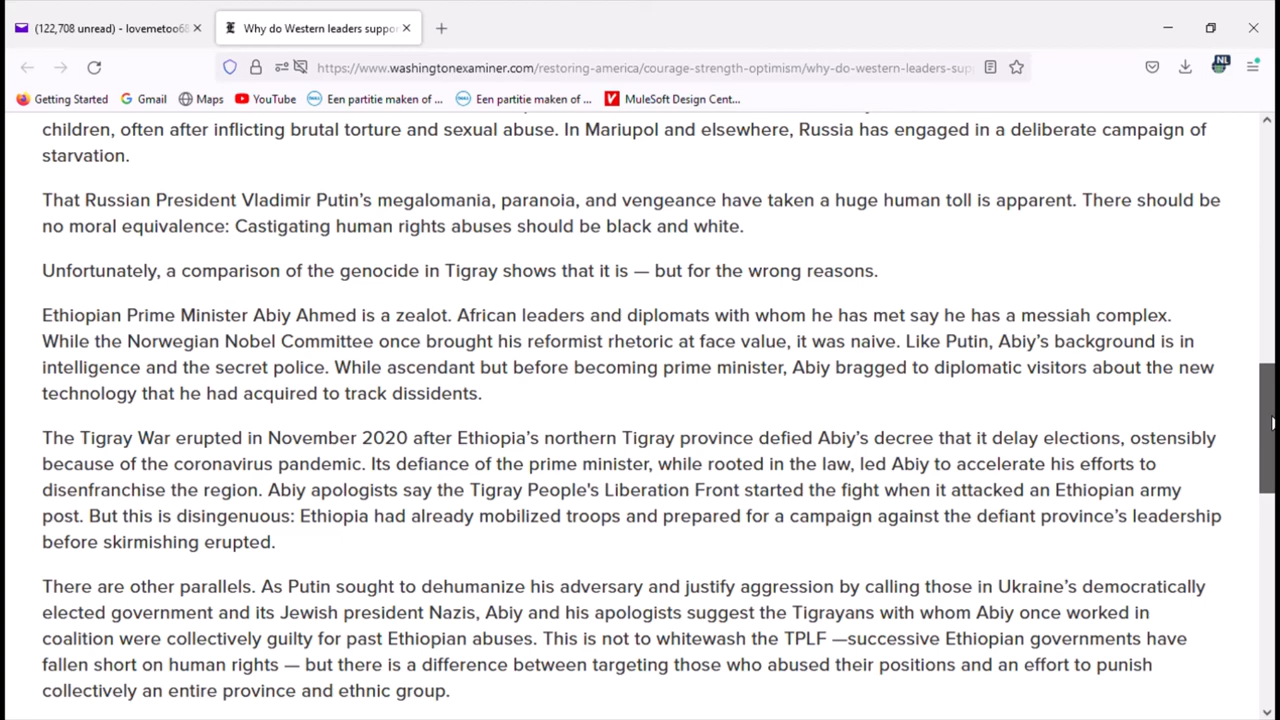 (122,708 unread) - lovemetoo68
Why do Western leaders suppo
https://www.washingtonexaminer.com/restoring-america/courage-strength-optimism/why-do-western-leaders-sup
NL
Getting Started
Gmail
Maps
YouTube
Een partitie maken of ...
Een partitie maken of ...
MuleSoft Design Cent...
children, often after inflicting brutal torture and sexual abuse. In Mariupol and elsewhere, Russia has engaged in a deliberate campaign of
starvation.
That Russian President Vladimir Putin’s megalomania, paranoia, and vengeance have taken a huge human toll is apparent. There should be
no moral equivalence: Castigating human rights abuses should be black and white.
Unfortunately, a comparison of the genocide in Tigray shows that it is — but for the wrong reasons.
Ethiopian Prime Minister Abiy Ahmed is a zealot. African leaders and diplomats with whom he has met say he has a messiah complex.
While the Norwegian Nobel Committee once brought his reformist rhetoric at face value, it was naive. Like Putin, Abiy’s background is in
intelligence and the secret police. While ascendant but before becoming prime minister, Abiy bragged to diplomatic visitors about the new
technology that he had acquired to track dissidents.
The Tigray War erupted in November 2020 after Ethiopia’s northern Tigray province defied Abiy’s decree that it delay elections, ostensibly
because of the coronavirus pandemic. Its defiance of the prime minister, while rooted in the law, led Abiy to accelerate his efforts to
disenfranchise the region. Abiy apologists say the Tigray People's Liberation Front started the fight when it attacked an Ethiopian army
post. But this is disingenuous: Ethiopia had already mobilized troops and prepared for a campaign against the defiant province’s leadership
before skirmishing erupted.
There are other parallels. As Putin sought to dehumanize his adversary and justify aggression by calling those in Ukraine’s democratically
elected government and its Jewish president Nazis, Abiy and his apologists suggest the Tigrayans with whom Abiy once worked in
coalition were collectively guilty for past Ethiopian abuses. This is not to whitewash the TPLF —successive Ethiopian governments have
fallen short on human rights — but there is a difference between targeting those who abused their positions and an effort to punish
collectively an entire province and ethnic group.